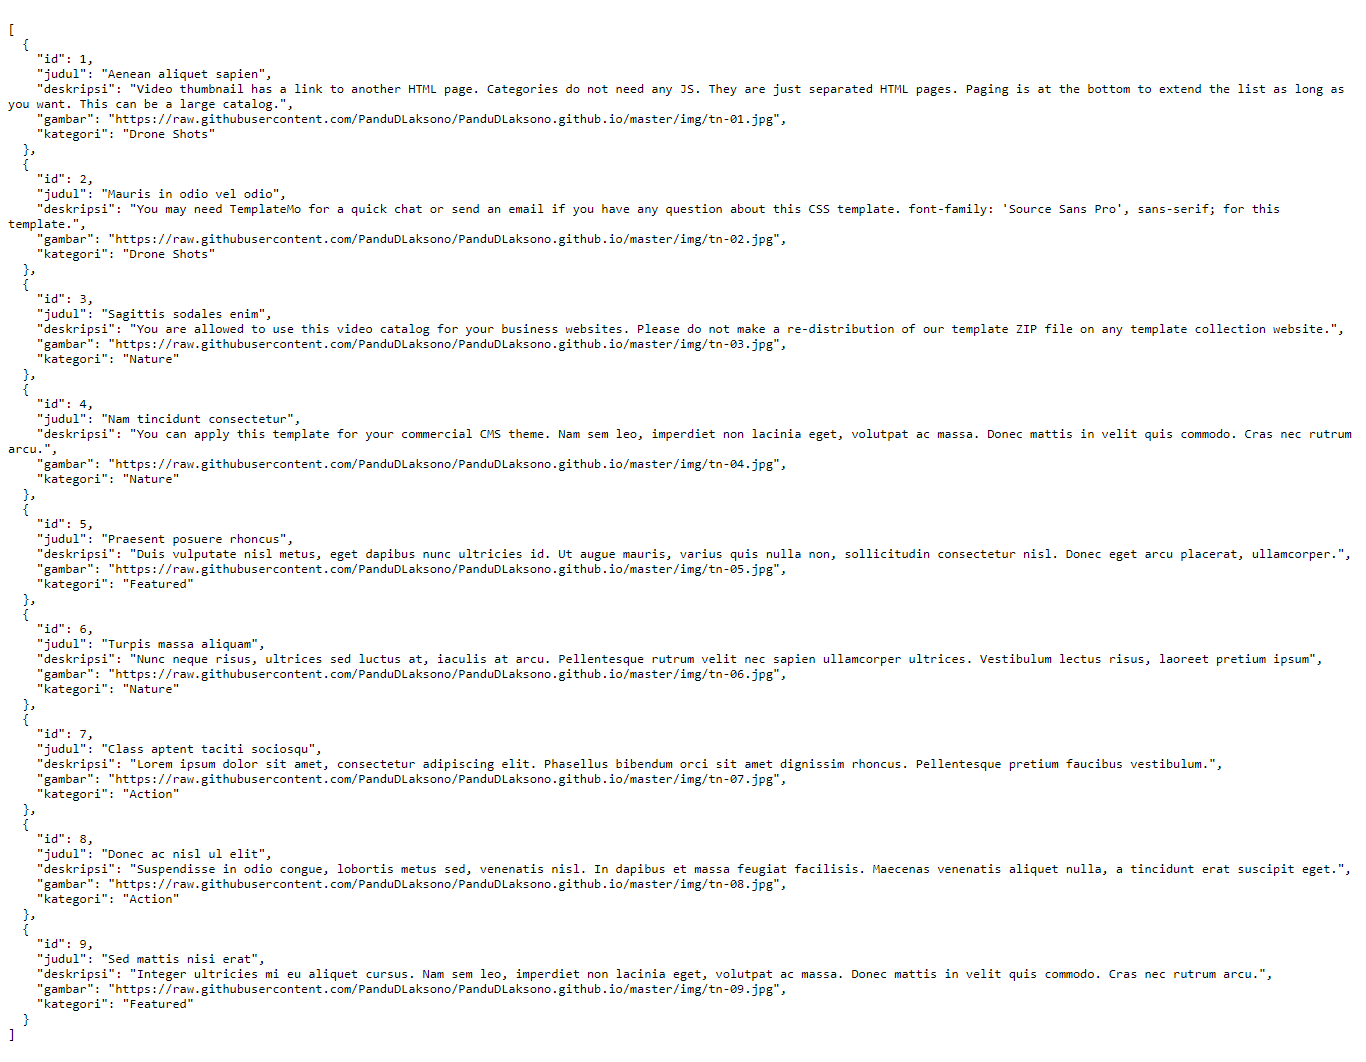 [
  {
    "id": 1,
    "judul": "Aenean aliquet sapien",
    "deskripsi": "Video thumbnail has a link to another HTML page. Categories do not need any JS. They are just separated HTML pages. Paging is at the bottom to extend the list as long as
you want. This can be a large catalog.",
    "gambar": "https://raw.githubusercontent.com/PanduDLaksono/PanduDLaksono.github.io/master/img/tn-01.jpg",
    "kategori": "Drone Shots"
  },
  {
    "id": 2,
    "judul": "Mauris in odio vel odio",
    "deskripsi": "You may need TemplateMo for a quick chat or send an email if you have any question about this CSS template. font-family: 'Source Sans Pro', sans-serif; for this
template.",
    "gambar": "https://raw.githubusercontent.com/PanduDLaksono/PanduDLaksono.github.io/master/img/tn-02.jpg",
    "kategori": "Drone Shots"
  },
  {
    "id": 3,
    "judul": "Sagittis sodales enim",
    "deskripsi": "You are allowed to use this video catalog for your business websites. Please do not make a re-distribution of our template ZIP file on any template collection website.",
    "gambar": "https://raw.githubusercontent.com/PanduDLaksono/PanduDLaksono.github.io/master/img/tn-03.jpg",
    "kategori": "Nature"
  },
  {
    "id": 4,
    "judul": "Nam tincidunt consectetur",
    "deskripsi": "You can apply this template for your commercial CMS theme. Nam sem leo, imperdiet non lacinia eget, volutpat ac massa. Donec mattis in velit quis commodo. Cras nec rutrum
arcu.",
    "gambar": "https://raw.githubusercontent.com/PanduDLaksono/PanduDLaksono.github.io/master/img/tn-04.jpg",
    "kategori": "Nature"
  },
  {
    "id": 5,
    "judul": "Praesent posuere rhoncus",
    "deskripsi": "Duis vulputate nisl metus, eget dapibus nunc ultricies id. Ut augue mauris, varius quis nulla non, sollicitudin consectetur nisl. Donec eget arcu placerat, ullamcorper.",
    "gambar": "https://raw.githubusercontent.com/PanduDLaksono/PanduDLaksono.github.io/master/img/tn-05.jpg",
    "kategori": "Featured"
  },
  {
    "id": 6,
    "judul": "Turpis massa aliquam",
    "deskripsi": "Nunc neque risus, ultrices sed luctus at, iaculis at arcu. Pellentesque rutrum velit nec sapien ullamcorper ultrices. Vestibulum lectus risus, laoreet pretium ipsum",
    "gambar": "https://raw.githubusercontent.com/PanduDLaksono/PanduDLaksono.github.io/master/img/tn-06.jpg",
    "kategori": "Nature"
  },
  {
    "id": 7,
    "judul": "Class aptent taciti sociosqu",
    "deskripsi": "Lorem ipsum dolor sit amet, consectetur adipiscing elit. Phasellus bibendum orci sit amet dignissim rhoncus. Pellentesque pretium faucibus vestibulum.",
    "gambar": "https://raw.githubusercontent.com/PanduDLaksono/PanduDLaksono.github.io/master/img/tn-07.jpg",
    "kategori": "Action"
  },
  {
    "id": 8,
    "judul": "Donec ac nisl ul elit",
    "deskripsi": "Suspendisse in odio congue, lobortis metus sed, venenatis nisl. In dapibus et massa feugiat facilisis. Maecenas venenatis aliquet nulla, a tincidunt erat suscipit eget.",
    "gambar": "https://raw.githubusercontent.com/PanduDLaksono/PanduDLaksono.github.io/master/img/tn-08.jpg",
    "kategori": "Action"
  },
  {
    "id": 9,
    "judul": "Sed mattis nisi erat",
    "deskripsi": "Integer ultricies mi eu aliquet cursus. Nam sem leo, imperdiet non lacinia eget, volutpat ac massa. Donec mattis in velit quis commodo. Cras nec rutrum arcu.",
    "gambar": "https://raw.githubusercontent.com/PanduDLaksono/PanduDLaksono.github.io/master/img/tn-09.jpg",
    "kategori": "Featured"
  }
]